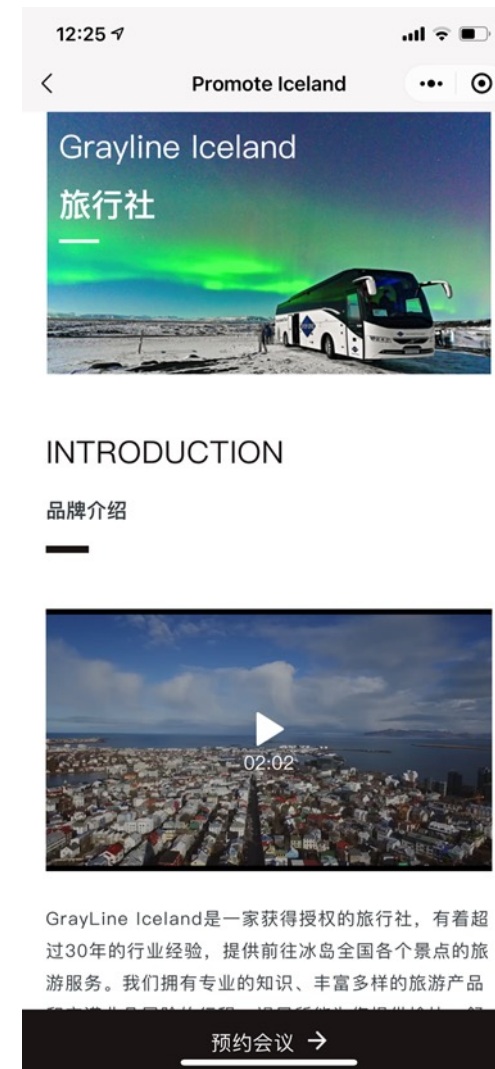 12:25
Promote Iceland
Grayline Iceland
旅行社
INTRODUCTION
品牌介绍
02:02
GrayLine Iceland是一家获得授权的旅行社，有着超
过30年的行业经验，提供前往冰岛全国各个景点的旅
游服务。我们拥有专业的知识、丰富多样的旅游产品
预约会议 →